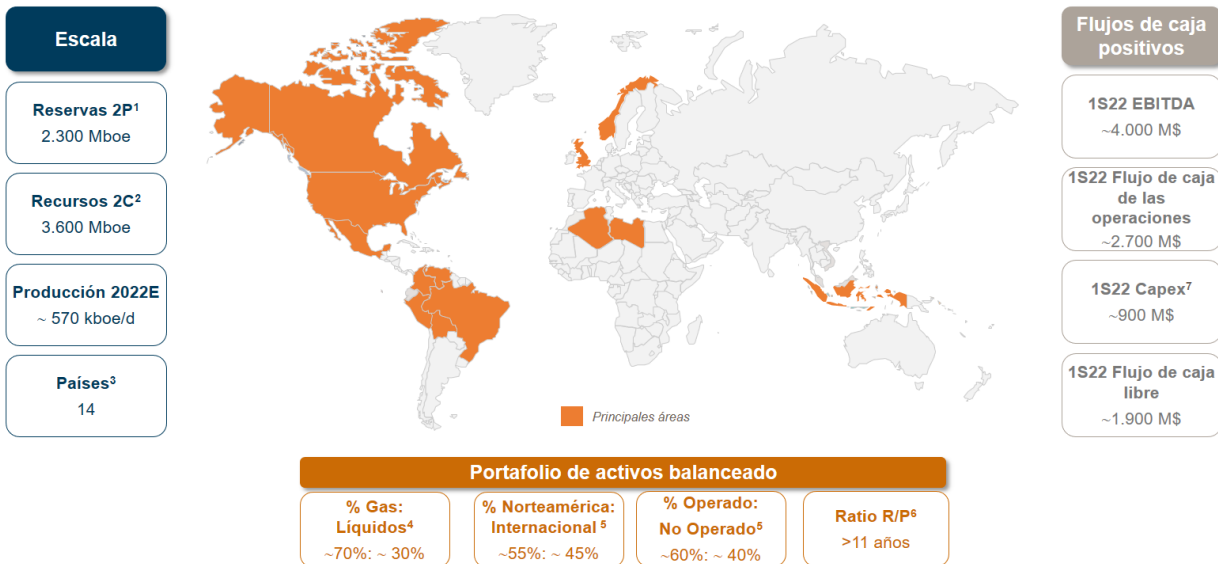 Escala
Reservas 2P¹
2.300 Mboe
Recursos 2C²
3.600 Mboe
Producción 2022E
~ 570 kboe/d
Países³
14
Principales áreas
Flujos de caja
positivos
1S22 EBITDA
~4.000 M$
1S22 Flujo de caja
de las
operaciones
~2.700 M$
1S22 Capex⁷
~900 M$
1S22 Flujo de caja
libre
~1.900 M$
Portafolio de activos balanceado
% Gas:
Líquidos⁴
~70%: ~ 30%
% Norteamérica:
Internacional ⁵
~55%: ~ 45%
% Operado:
No Operado⁵
~60%: ~ 40%
Ratio R/P⁶
>11 años